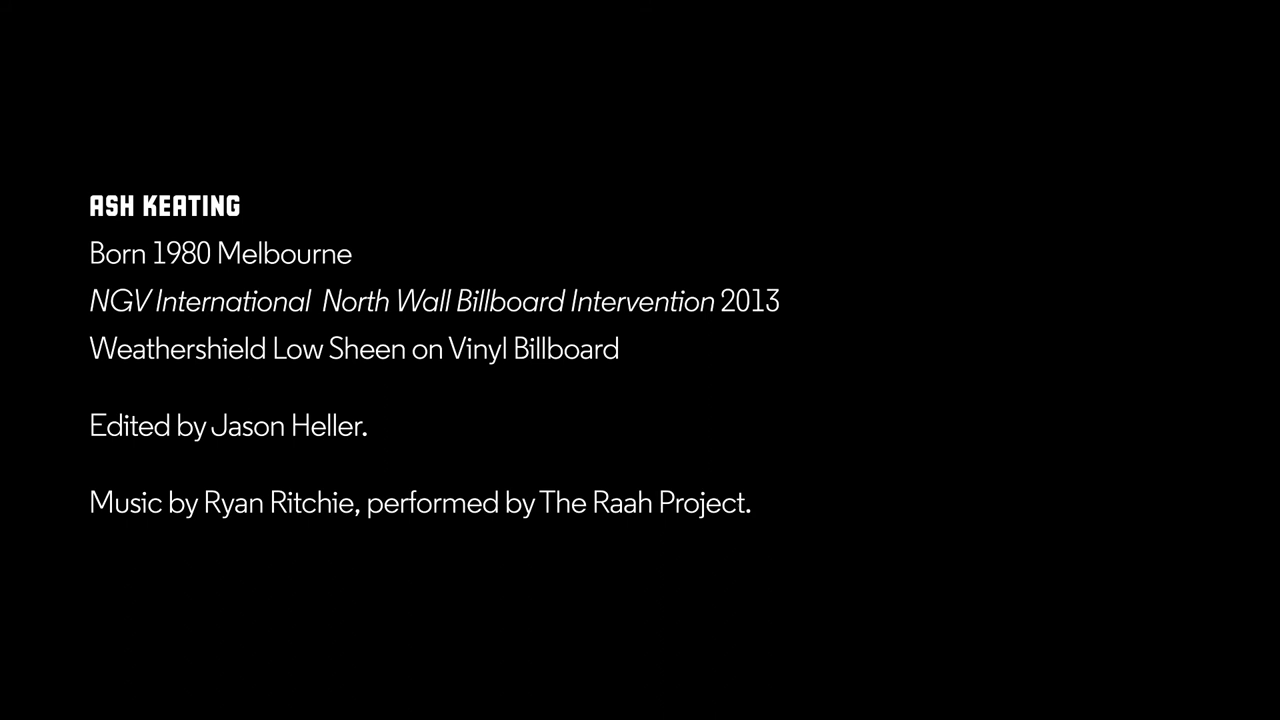 ASH KEATING
Born 1980 Melbourne
NGV International  North Wall Billboard Intervention 2013
Weathershield Low Sheen on Vinyl Billboard
Edited by Jason Heller.
Music by Ryan Ritchie, performed by The Raah Project.